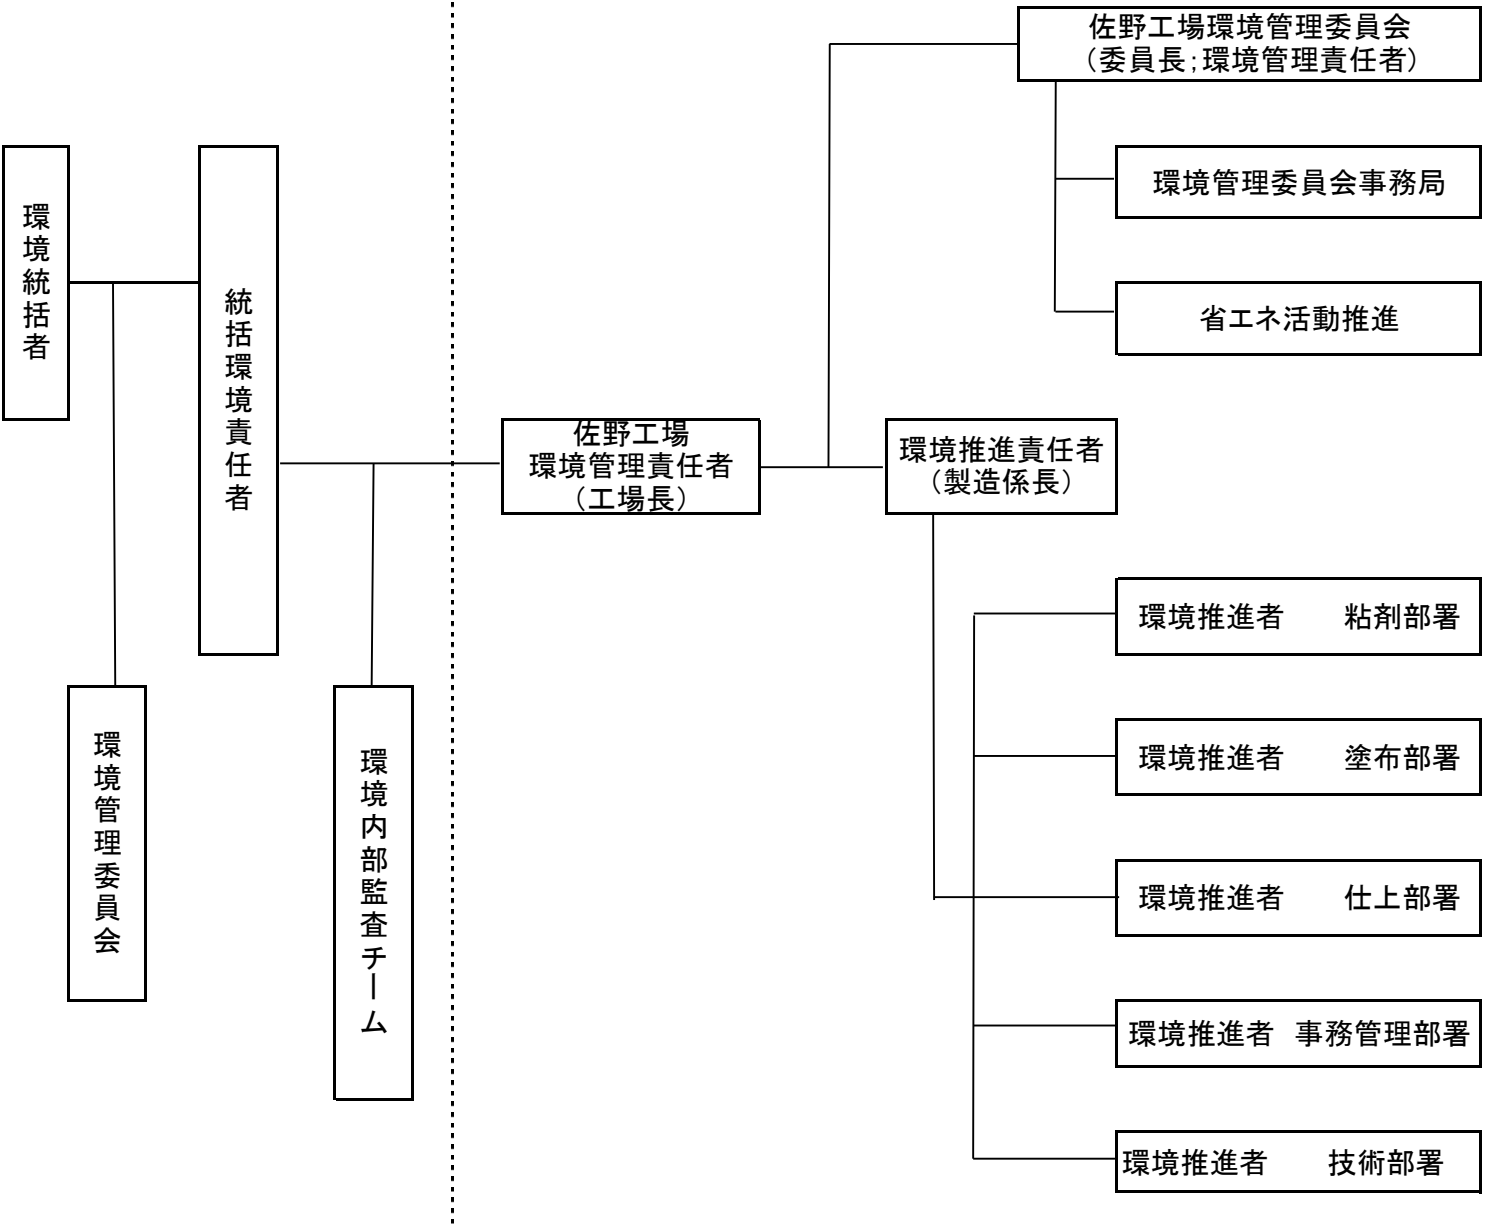 環境統括者
統括環境責任者
環境管理委員会
環境内部監査チーム
佐野工場
環境管理責任者
（工場長）
佐野工場環境管理委員会
（委員長；環境管理責任者）
環境管理委員会事務局
省エネ活動推進
環境推進責任者
（製造係長）
環境推進者　　粘剤部署
環境推進者　　塗布部署
環境推進者　　仕上部署
環境推進者　事務管理部署
環境推進者　　技術部署